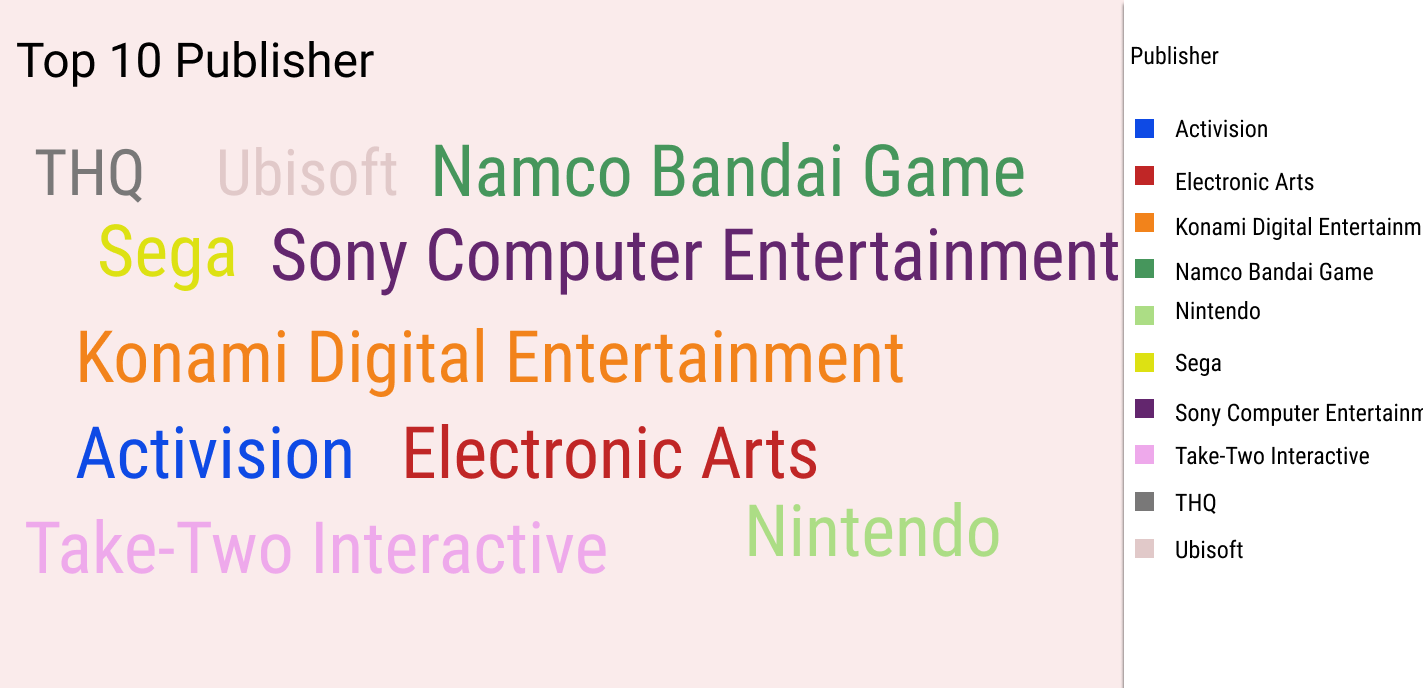 Top 10 Publisher
THQ Ubisoft Namco Bandai Game
Sega Sony Computer Entertainment
Konami Digital Entertainment
Activision Electronic Arts
Take-Two Interactive Nintendo
Publisher
Activision
Electronic Arts
Konami Digital Entertainm
Namco Bandai Game
Nintendo
Sega
Sony Computer Entertainm
Take-Two Interactive
THQ
Ubisoft